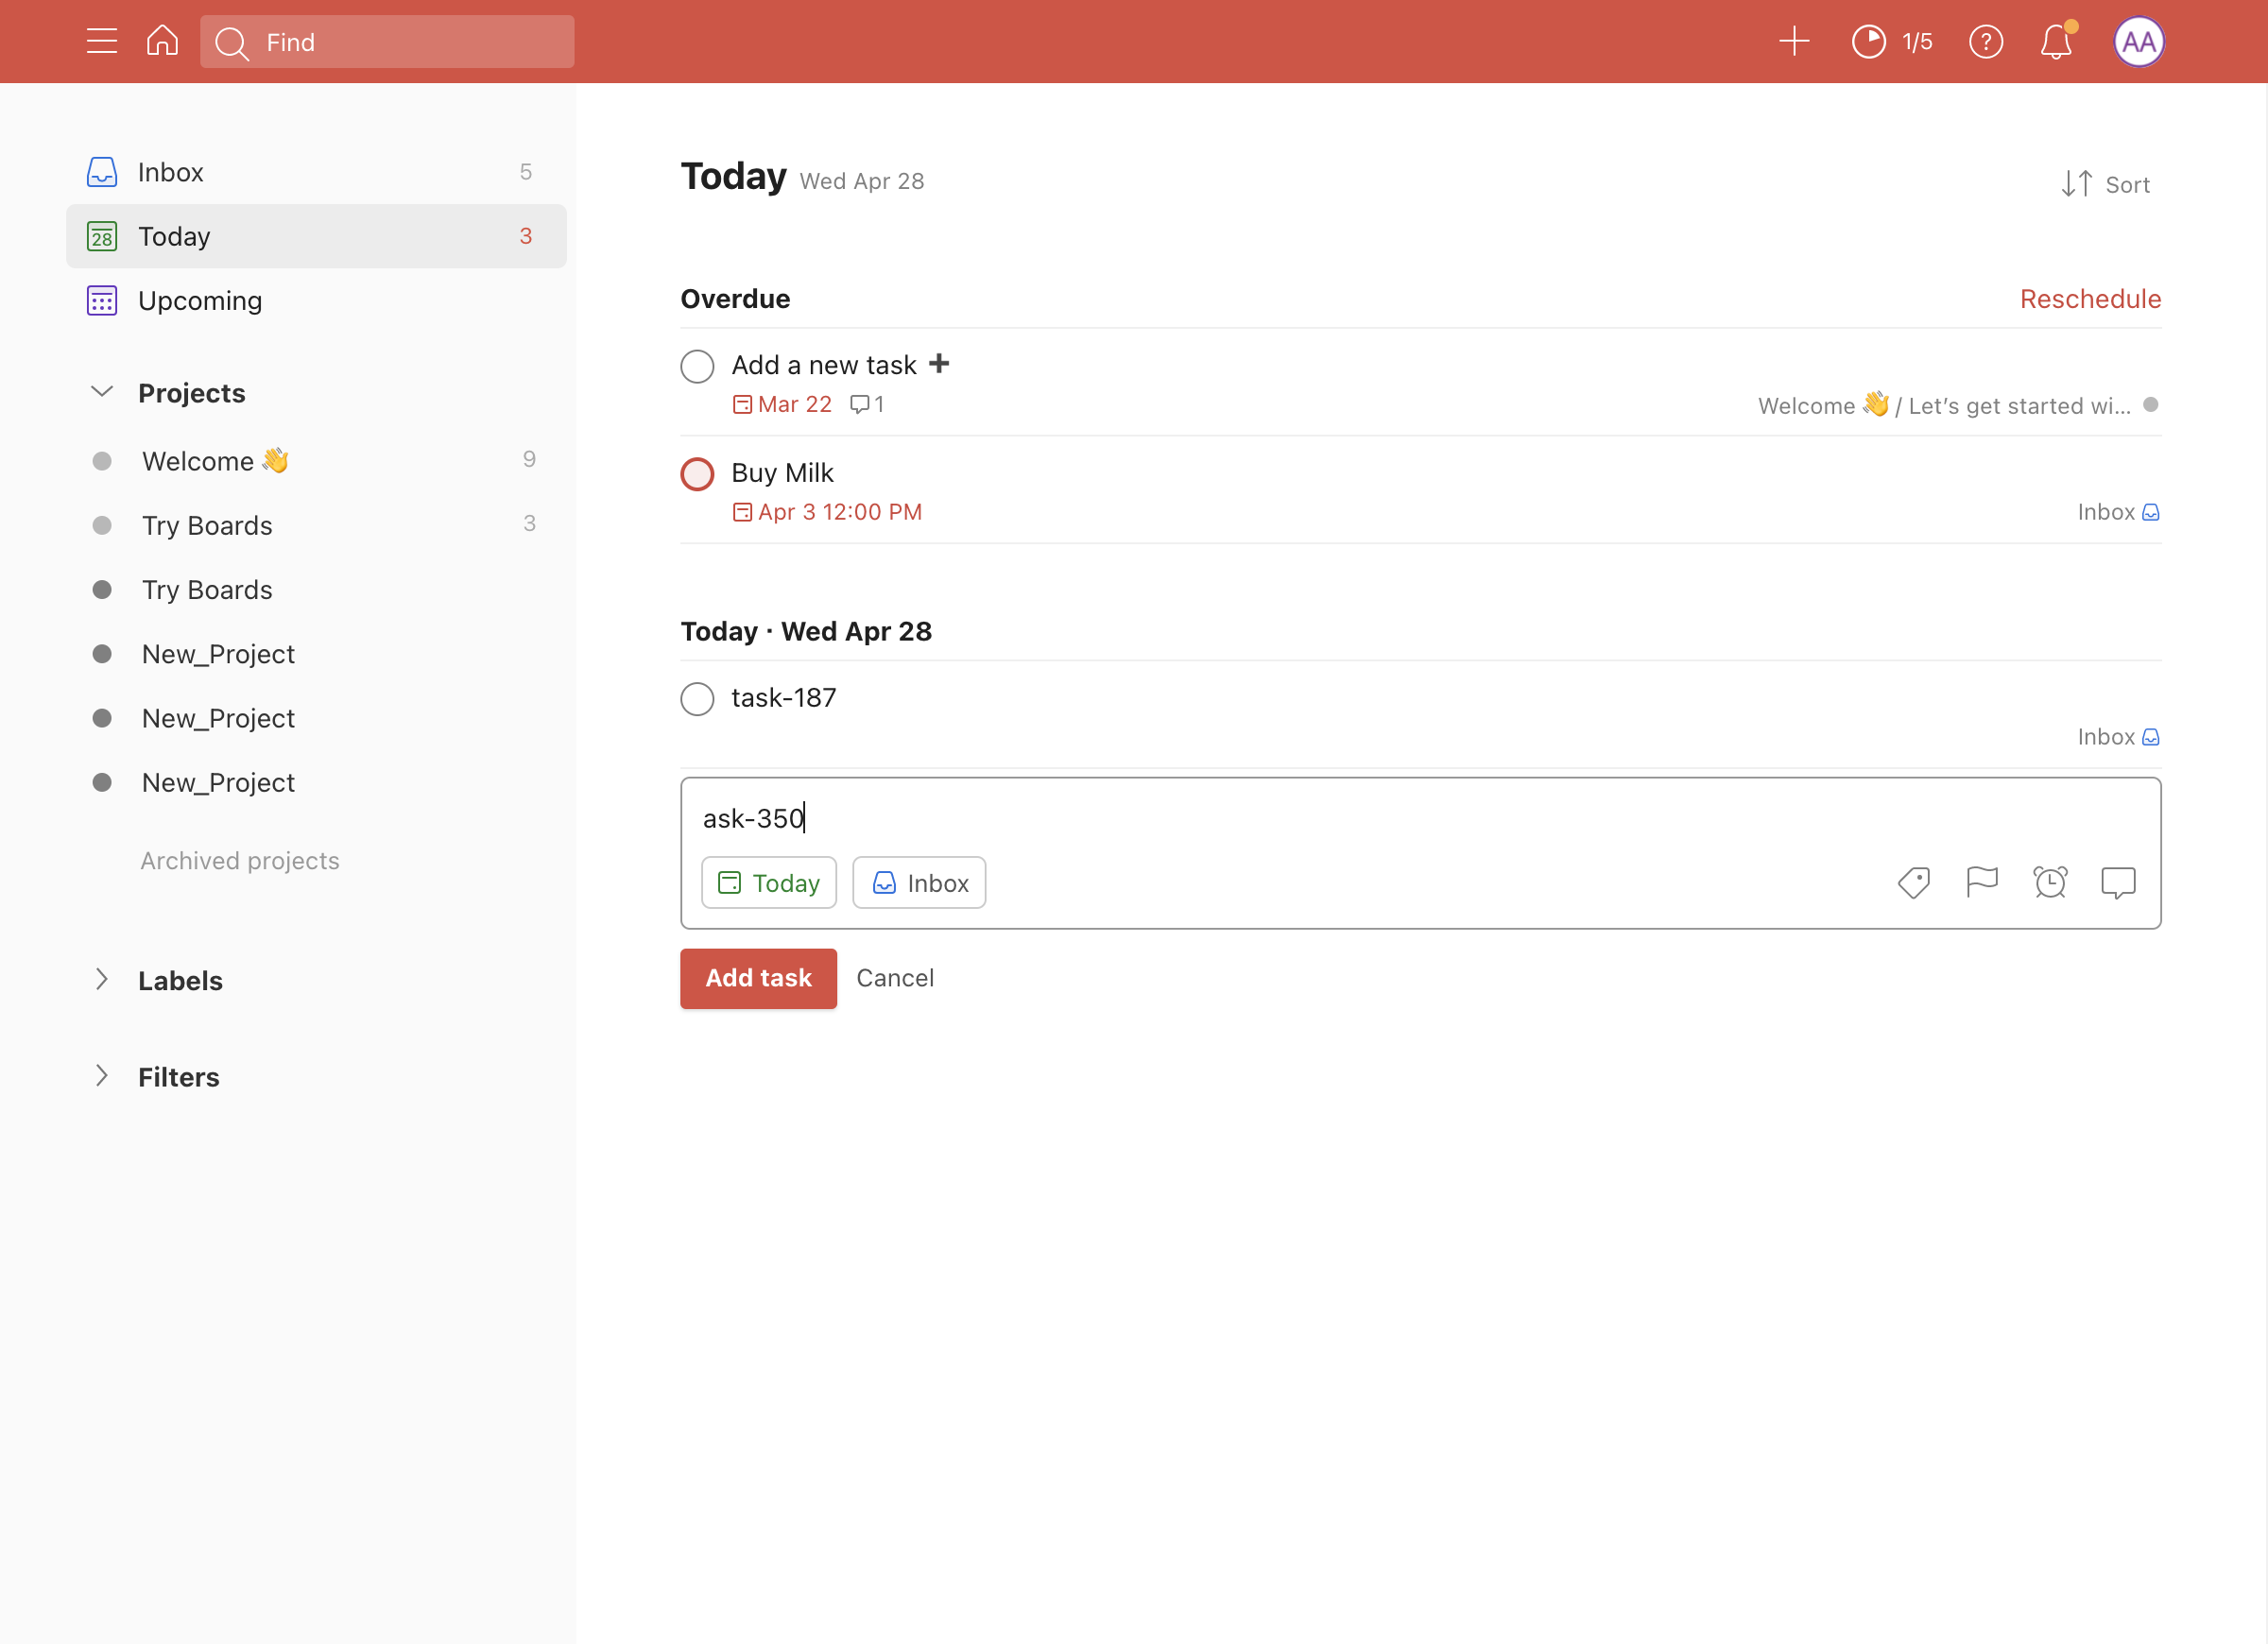 Find
1/5
?
AA
Inbox 5
28 Today 3
Upcoming
Projects
Welcome 👋 9
Try Boards 3
Try Boards
New_Project
New_Project
New_Project
Archived projects
Labels
Filters
Today Wed Apr 28
Sort
Overdue
Reschedule
Add a new task ➕
Mar 22 1
Welcome 👋 / Let’s get started wi...
Buy Milk
Apr 3 12:00 PM
Inbox
Today · Wed Apr 28
task-187
Inbox
ask-350
Today Inbox
Add task Cancel